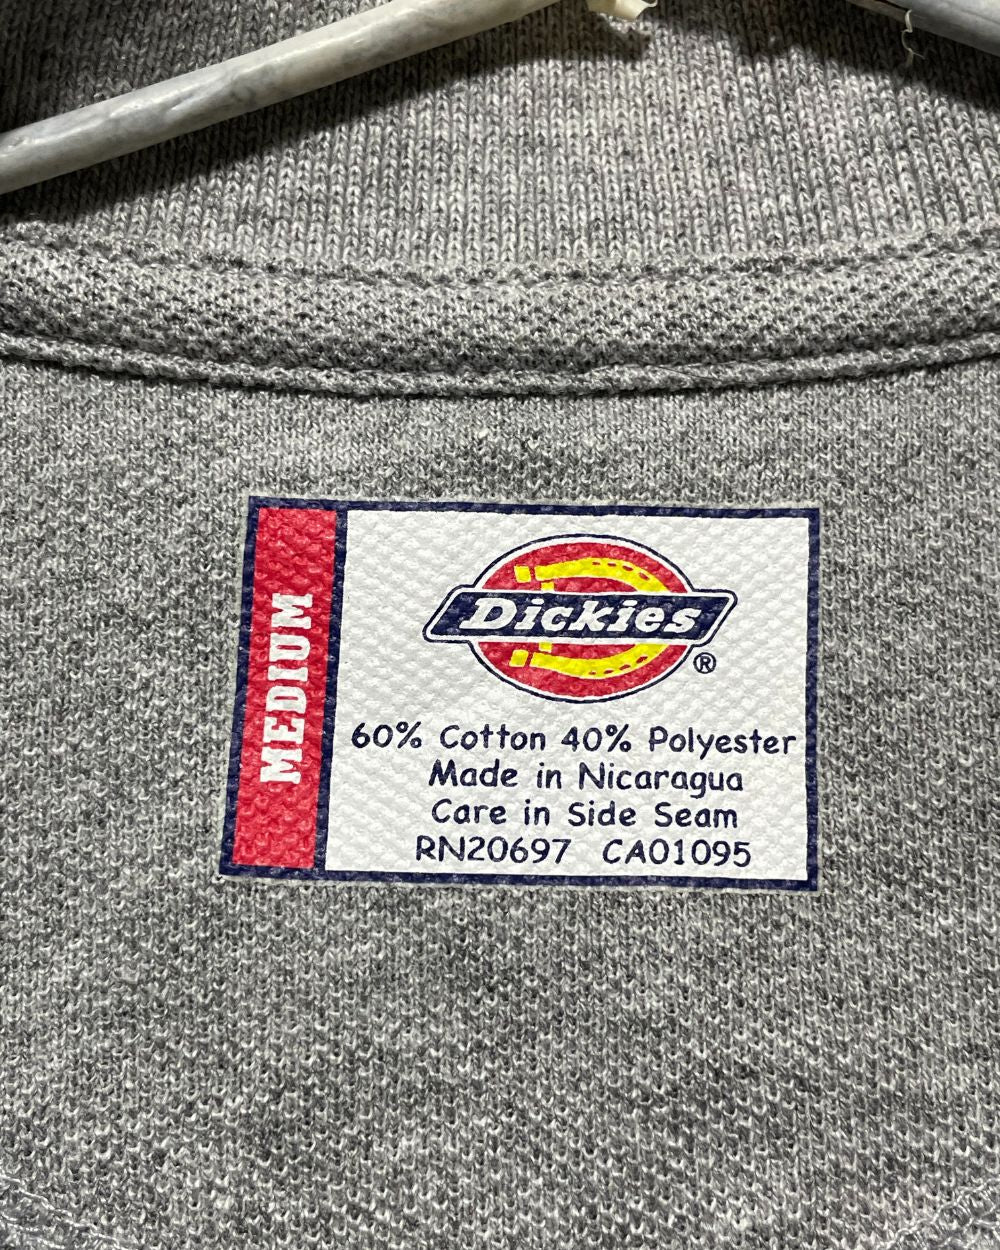 MEDIUM
Dickies®
60% Cotton 40% Polyester
Made in Nicaragua
Care in Side Seam
RN20697 CA01095